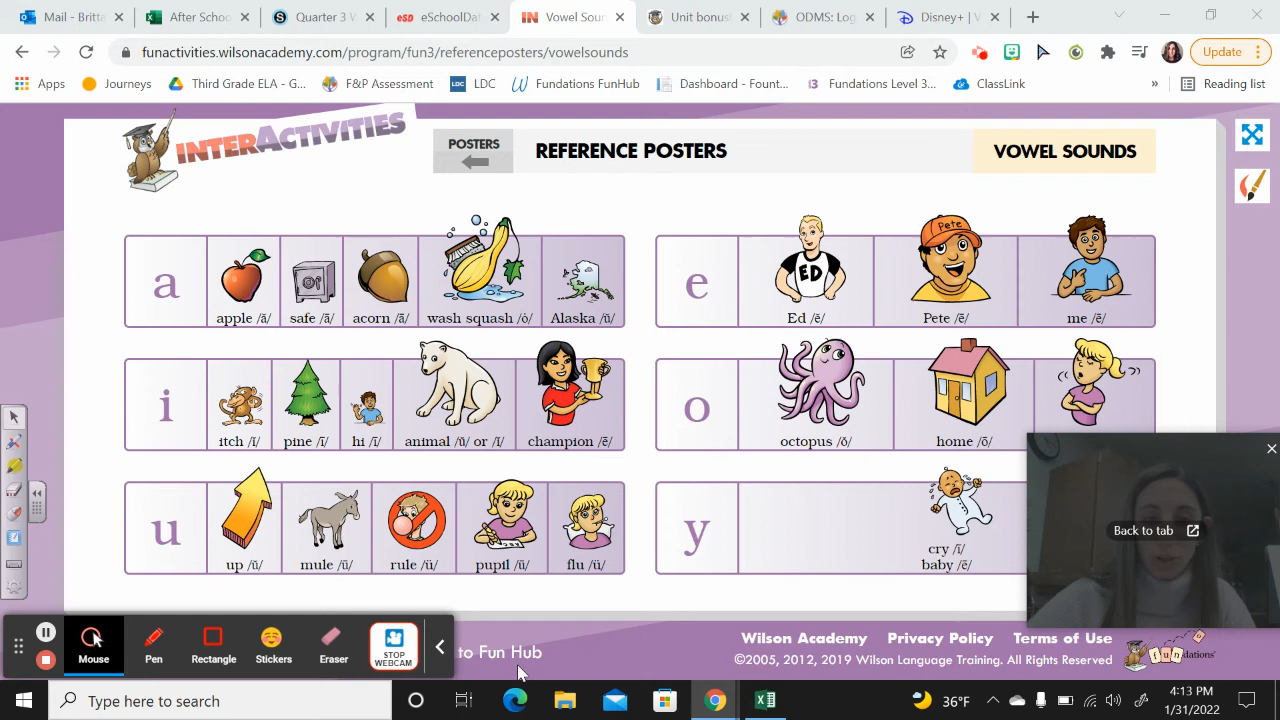 Mail - Britta
After Schoo
Quarter 3 W
eSchoolDat
Vowel Soun
Unit bonus
ODMS: Log
Disney+ | V
funactivities.wilsonacademy.com/program/fun3/referenceposters/vowelsounds
Update
Apps
Journeys
Third Grade ELA - G...
F&P Assessment
LDC
Fundations FunHub
Dashboard - Fount...
Fundations Level 3...
ClassLink
»
Reading list
INTERACTIVITIES
POSTERS
REFERENCE POSTERS
VOWEL SOUNDS
a
apple /ă/
safe /ā/
acorn /ā/
wash squash /ŏ/
Alaska /ŭ/
e
Pete
ED
Ed /ĕ/
Pete /ē/
me /ē/
i
itch /ĭ/
pine /ī/
hi /ī/
animal /ŭ/ or /ĭ/
champion /ē/
o
octopus /ŏ/
home /ō/
u
up /ŭ/
mule /ū/
rule /ü/
pupil /ū/
flu /ü/
y
cry /ī/
baby /ē/
Back to tab
Mouse
Pen
Rectangle
Stickers
Eraser
STOP WEBCAM
to Fun Hub
Wilson Academy
Privacy Policy
Terms of Use
©2005, 2012, 2019 Wilson Language Training. All Rights Reserved
fundations
Type here to search
36°F
4:13 PM
1/31/2022